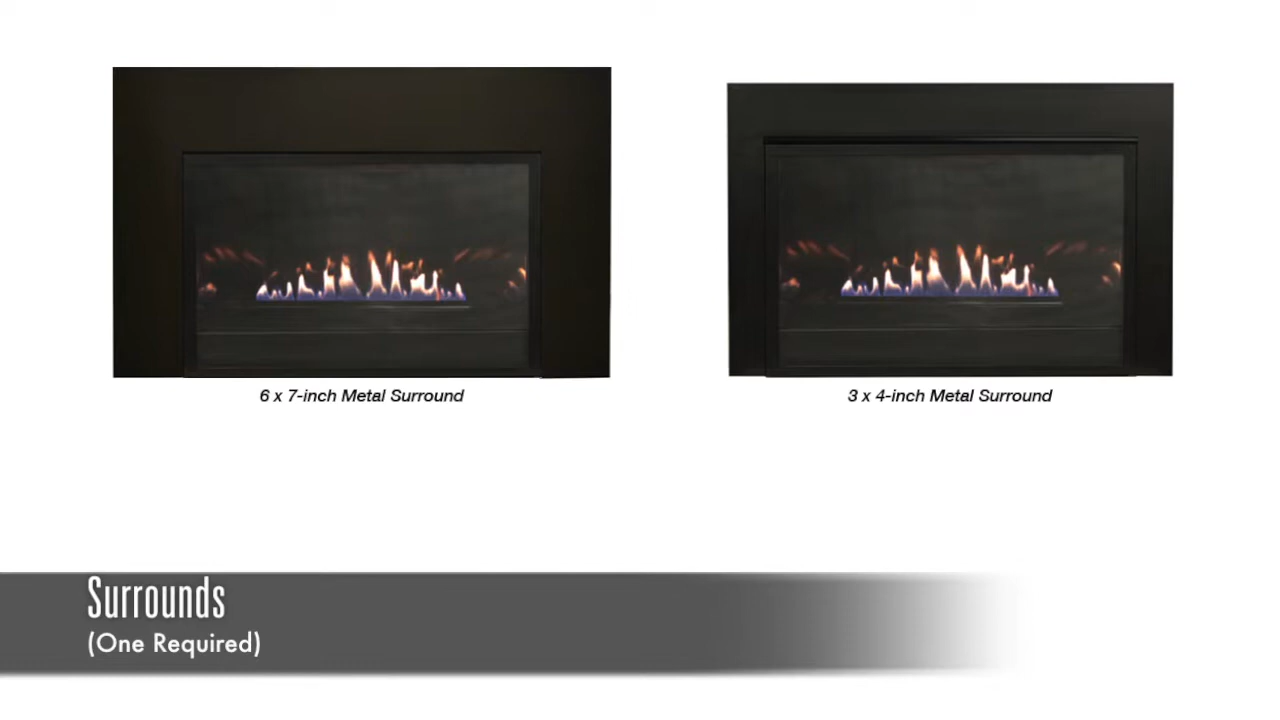 6 x 7-inch Metal Surround
3 x 4-inch Metal Surround
Surrounds
(One Required)